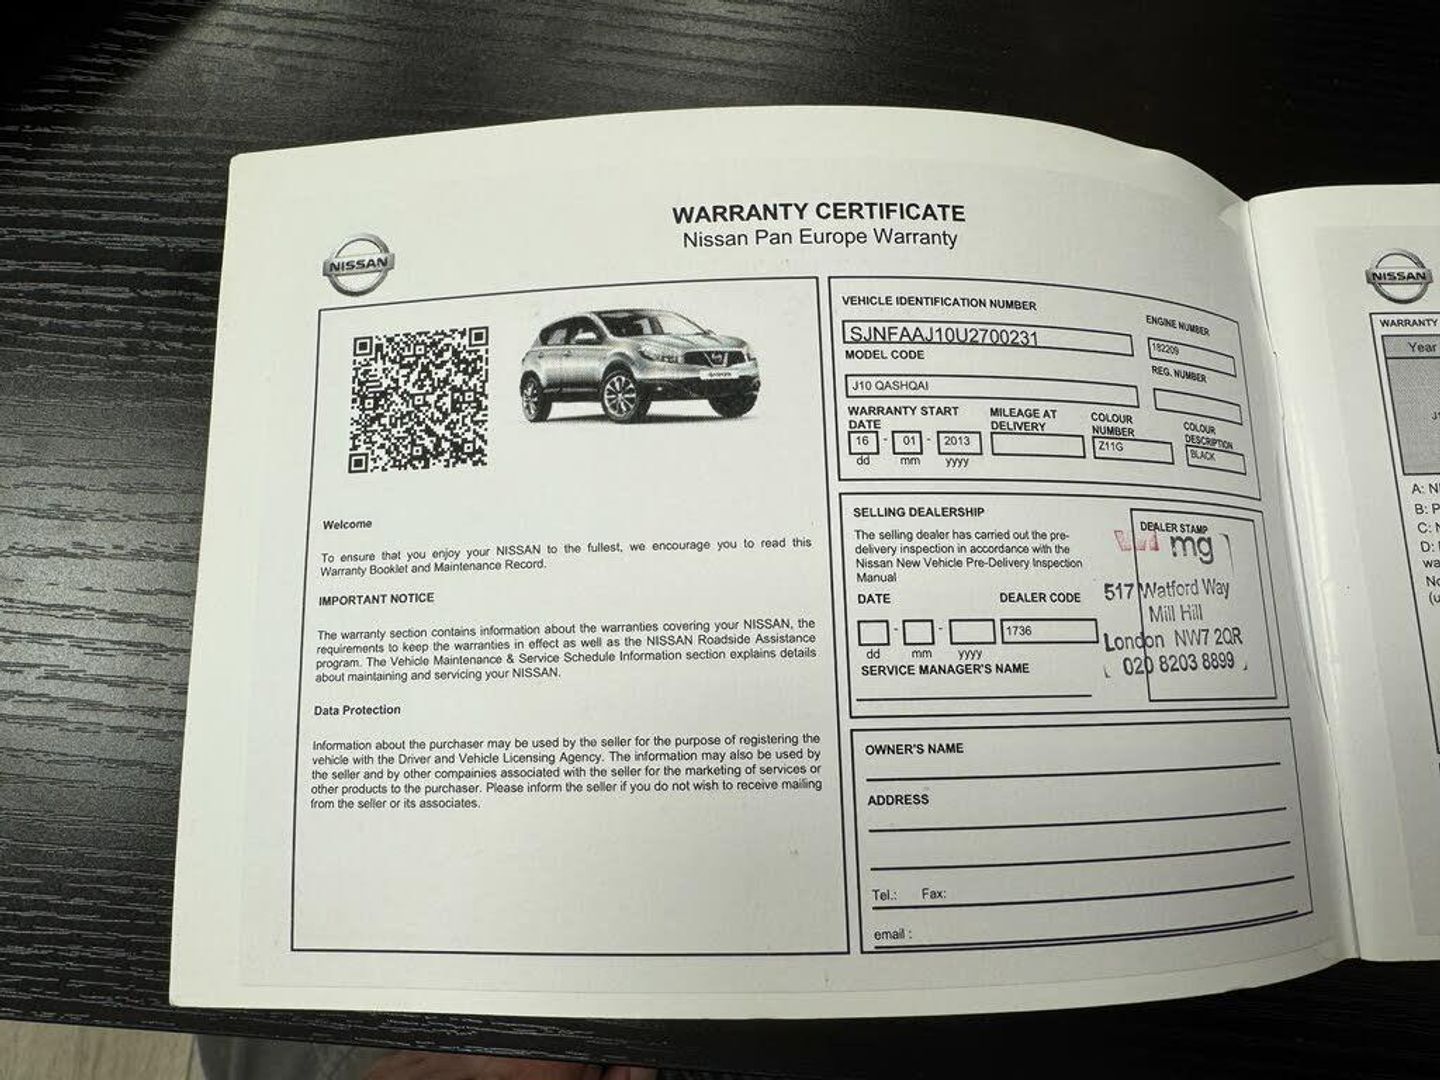 WARRANTY CERTIFICATE
Nissan Pan Europe Warranty
NISSAN
Welcome
To ensure that you enjoy your NISSAN to the fullest, we encourage you to read this
Warranty Booklet and Maintenance Record.
IMPORTANT NOTICE
The warranty section contains information about the warranties covering your NISSAN, the
requirements to keep the warranties in effect as well as the NISSAN Roadside Assistance
program. The Vehicle Maintenance & Service Schedule Information section explains details
about maintaining and servicing your NISSAN.
Data Protection
Information about the purchaser may be used by the seller for the purpose of registering the
vehicle with the Driver and Vehicle Licensing Agency. The information may also be used by
the seller and by other compainies associated with the seller for the marketing of services or
other products to the purchaser. Please inform the seller if you do not wish to receive mailing
from the seller or its associates.
VEHICLE IDENTIFICATION NUMBER
SJNFAAJ10U2700231
ENGINE NUMBER
182209
MODEL CODE
J10 QASHQAI
REG. NUMBER
WARRANTY START
DATE
16 - 01 - 2013
dd mm yyyy
MILEAGE AT
DELIVERY
COLOUR
NUMBER
Z11G
COLOUR
DESCRIPTION
BLACK
SELLING DEALERSHIP
The selling dealer has carried out the pre-
delivery inspection in accordance with the
Nissan New Vehicle Pre-Delivery Inspection
Manual
DATE
- -
dd mm yyyy
DEALER CODE
1736
SERVICE MANAGER'S NAME
DEALER STAMP
mg
517 Watford Way
Mill Hill
London NW7 2QR
020 8203 8899
OWNER'S NAME
ADDRESS
Tel.: Fax:
email :
NISSAN
WARRANTY
Year
A: N
B: P
C: N
D:
wa
No
(u